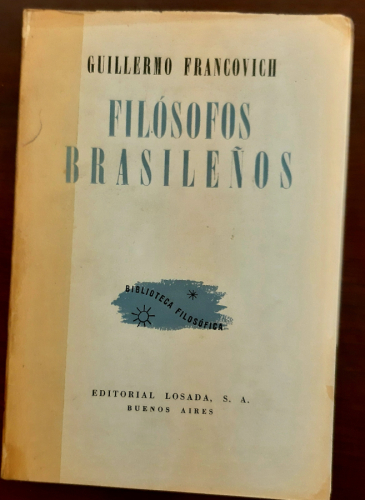 GUILLERMO FRANCOVICH
FILÓSOFOS
BRASILEÑOS
BIBLIOTECA FILOSÓFICA
EDITORIAL LOSADA, S. A.
BUENOS AIRES